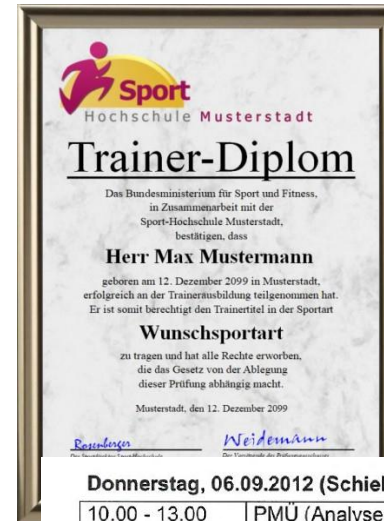 Sport
Hochschule Musterstadt
Trainer-Diplom
Das Bundesministerium für Sport und Fitness,
in Zusammenarbeit mit der
Sport-Hochschule Musterstadt,
bestätigen, dass
Herr Max Mustermann
geboren am 12. Dezember 2099 in Musterstadt,
erfolgreich an der Trainerausbildung teilgenommen hat.
Er ist somit berechtigt den Trainertitel in der Sportart
Wunschsportart
zu tragen und hat alle Rechte erworben,
die das Gesetz von der Ablegung
dieser Prüfung abhängig macht.
Musterstadt, den 12. Dezember 2099
Rosenberger Weidemann
Donnerstag, 06.09.2012
10.00 - 13.00 PMÜ (Analyse